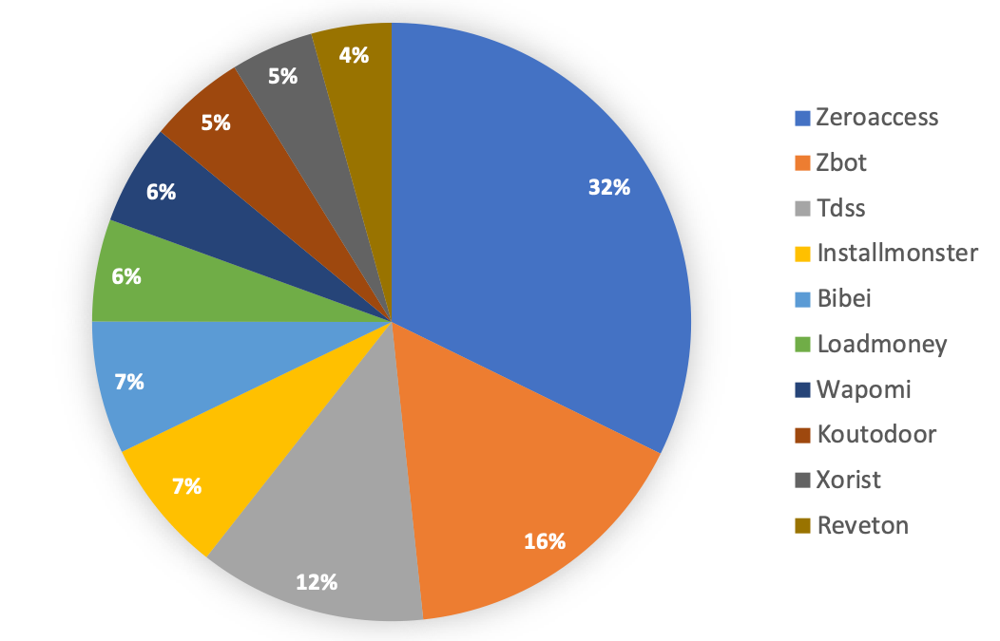 32%
16%
12%
7%
7%
6%
6%
5%
5%
4%
Zeroaccess
Zbot
Tdss
Installmonster
Bibei
Loadmoney
Wapomi
Koutodoor
Xorist
Reveton